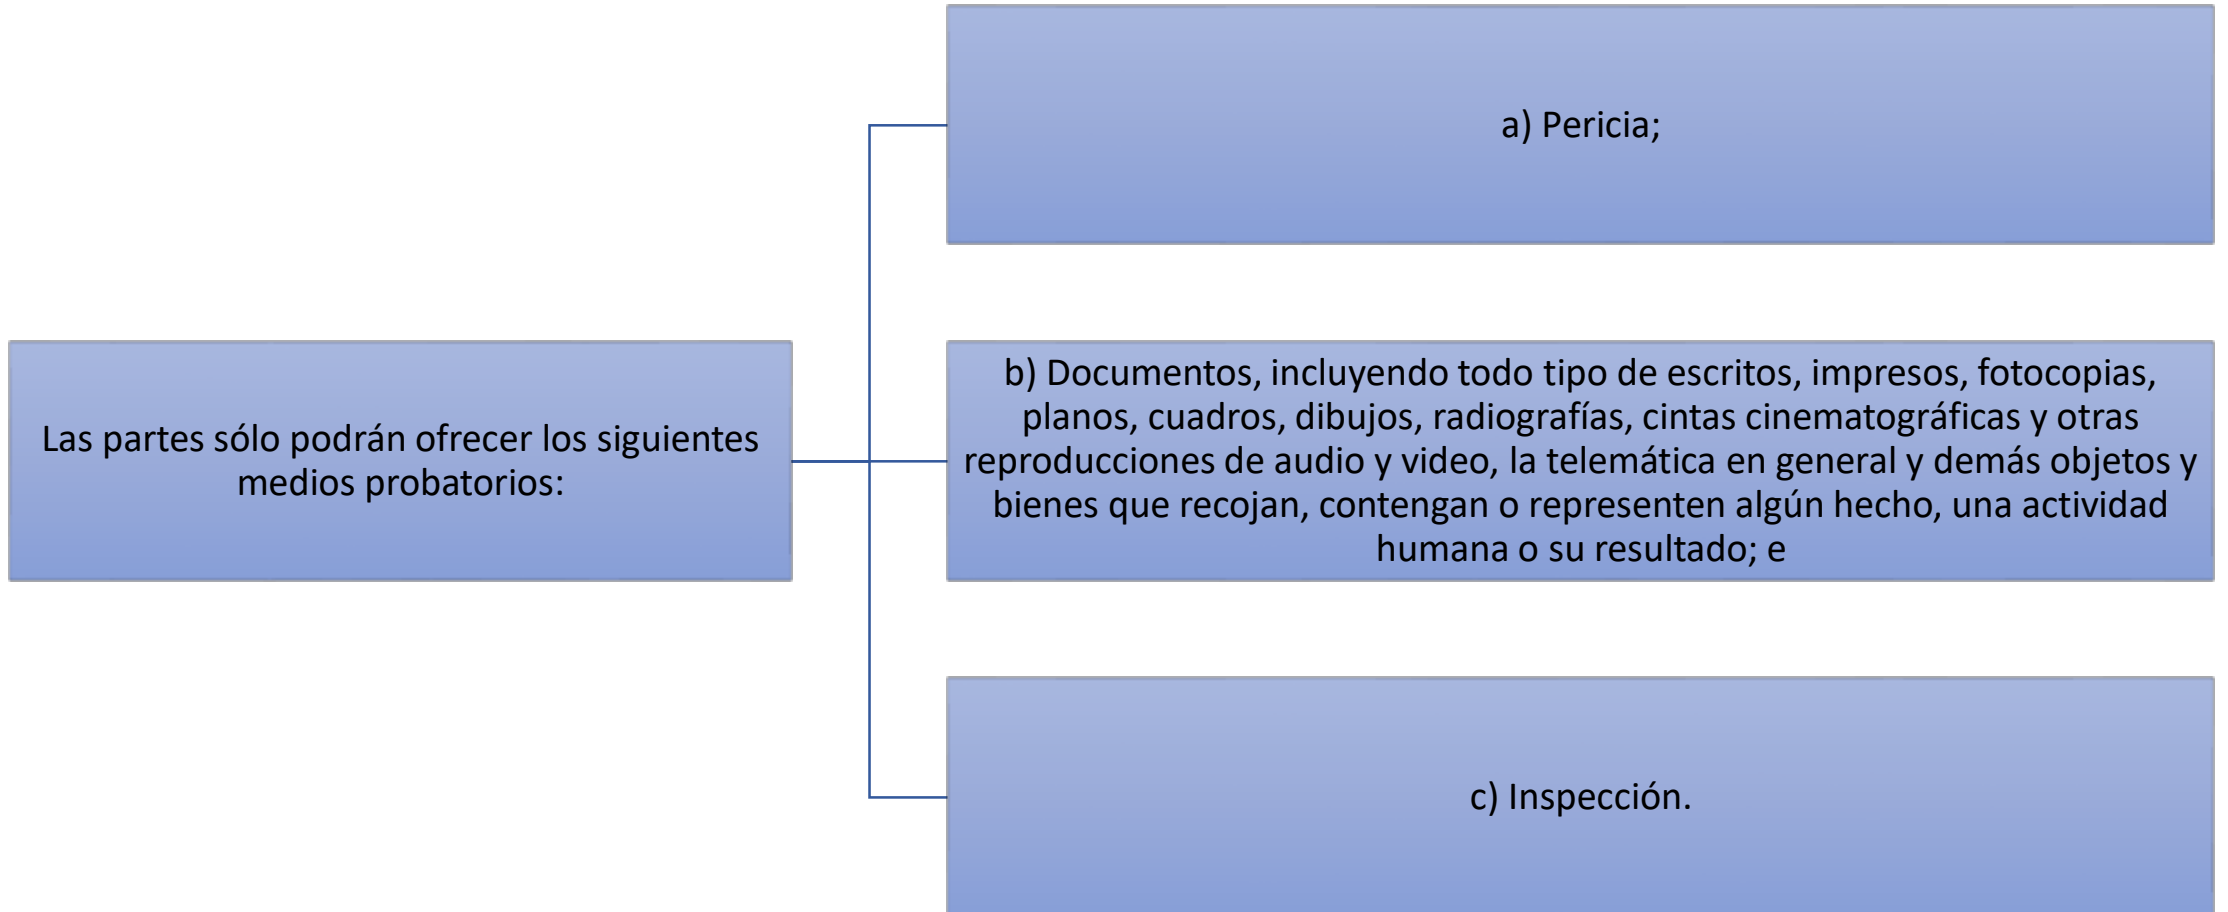 Las partes sólo podrán ofrecer los siguientes
medios probatorios:
a) Pericia;
b) Documentos, incluyendo todo tipo de escritos, impresos, fotocopias,
planos, cuadros, dibujos, radiografías, cintas cinematográficas y otras
reproducciones de audio y video, la telemática en general y demás objetos y
bienes que recojan, contengan o representen algún hecho, una actividad
humana o su resultado; e
c) Inspección.